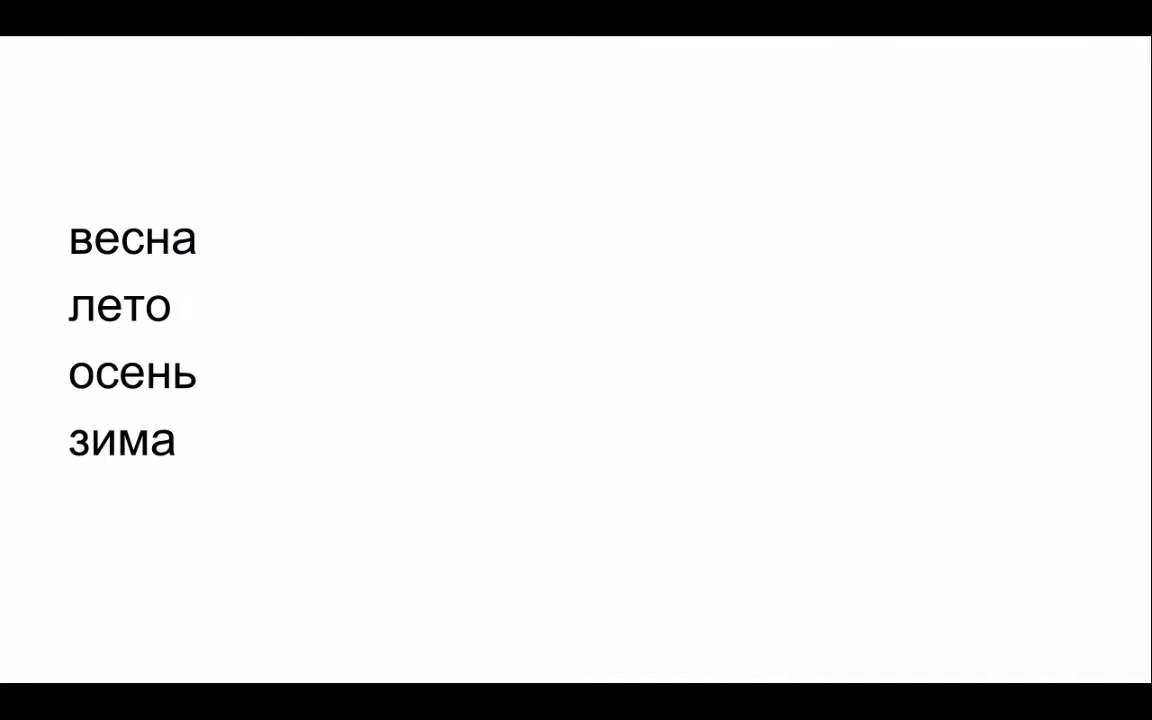 весна
лето
осень
зима